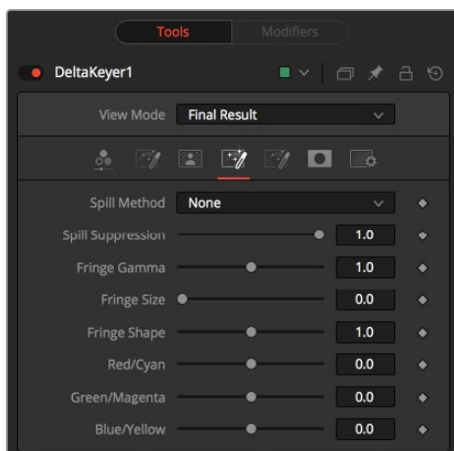 Tools Modifiers
DeltaKeyer1
View Mode Final Result
Spill Method None
Spill Suppression 1.0
Fringe Gamma 1.0
Fringe Size 0.0
Fringe Shape 1.0
Red/Cyan 0.0
Green/Magenta 0.0
Blue/Yellow 0.0